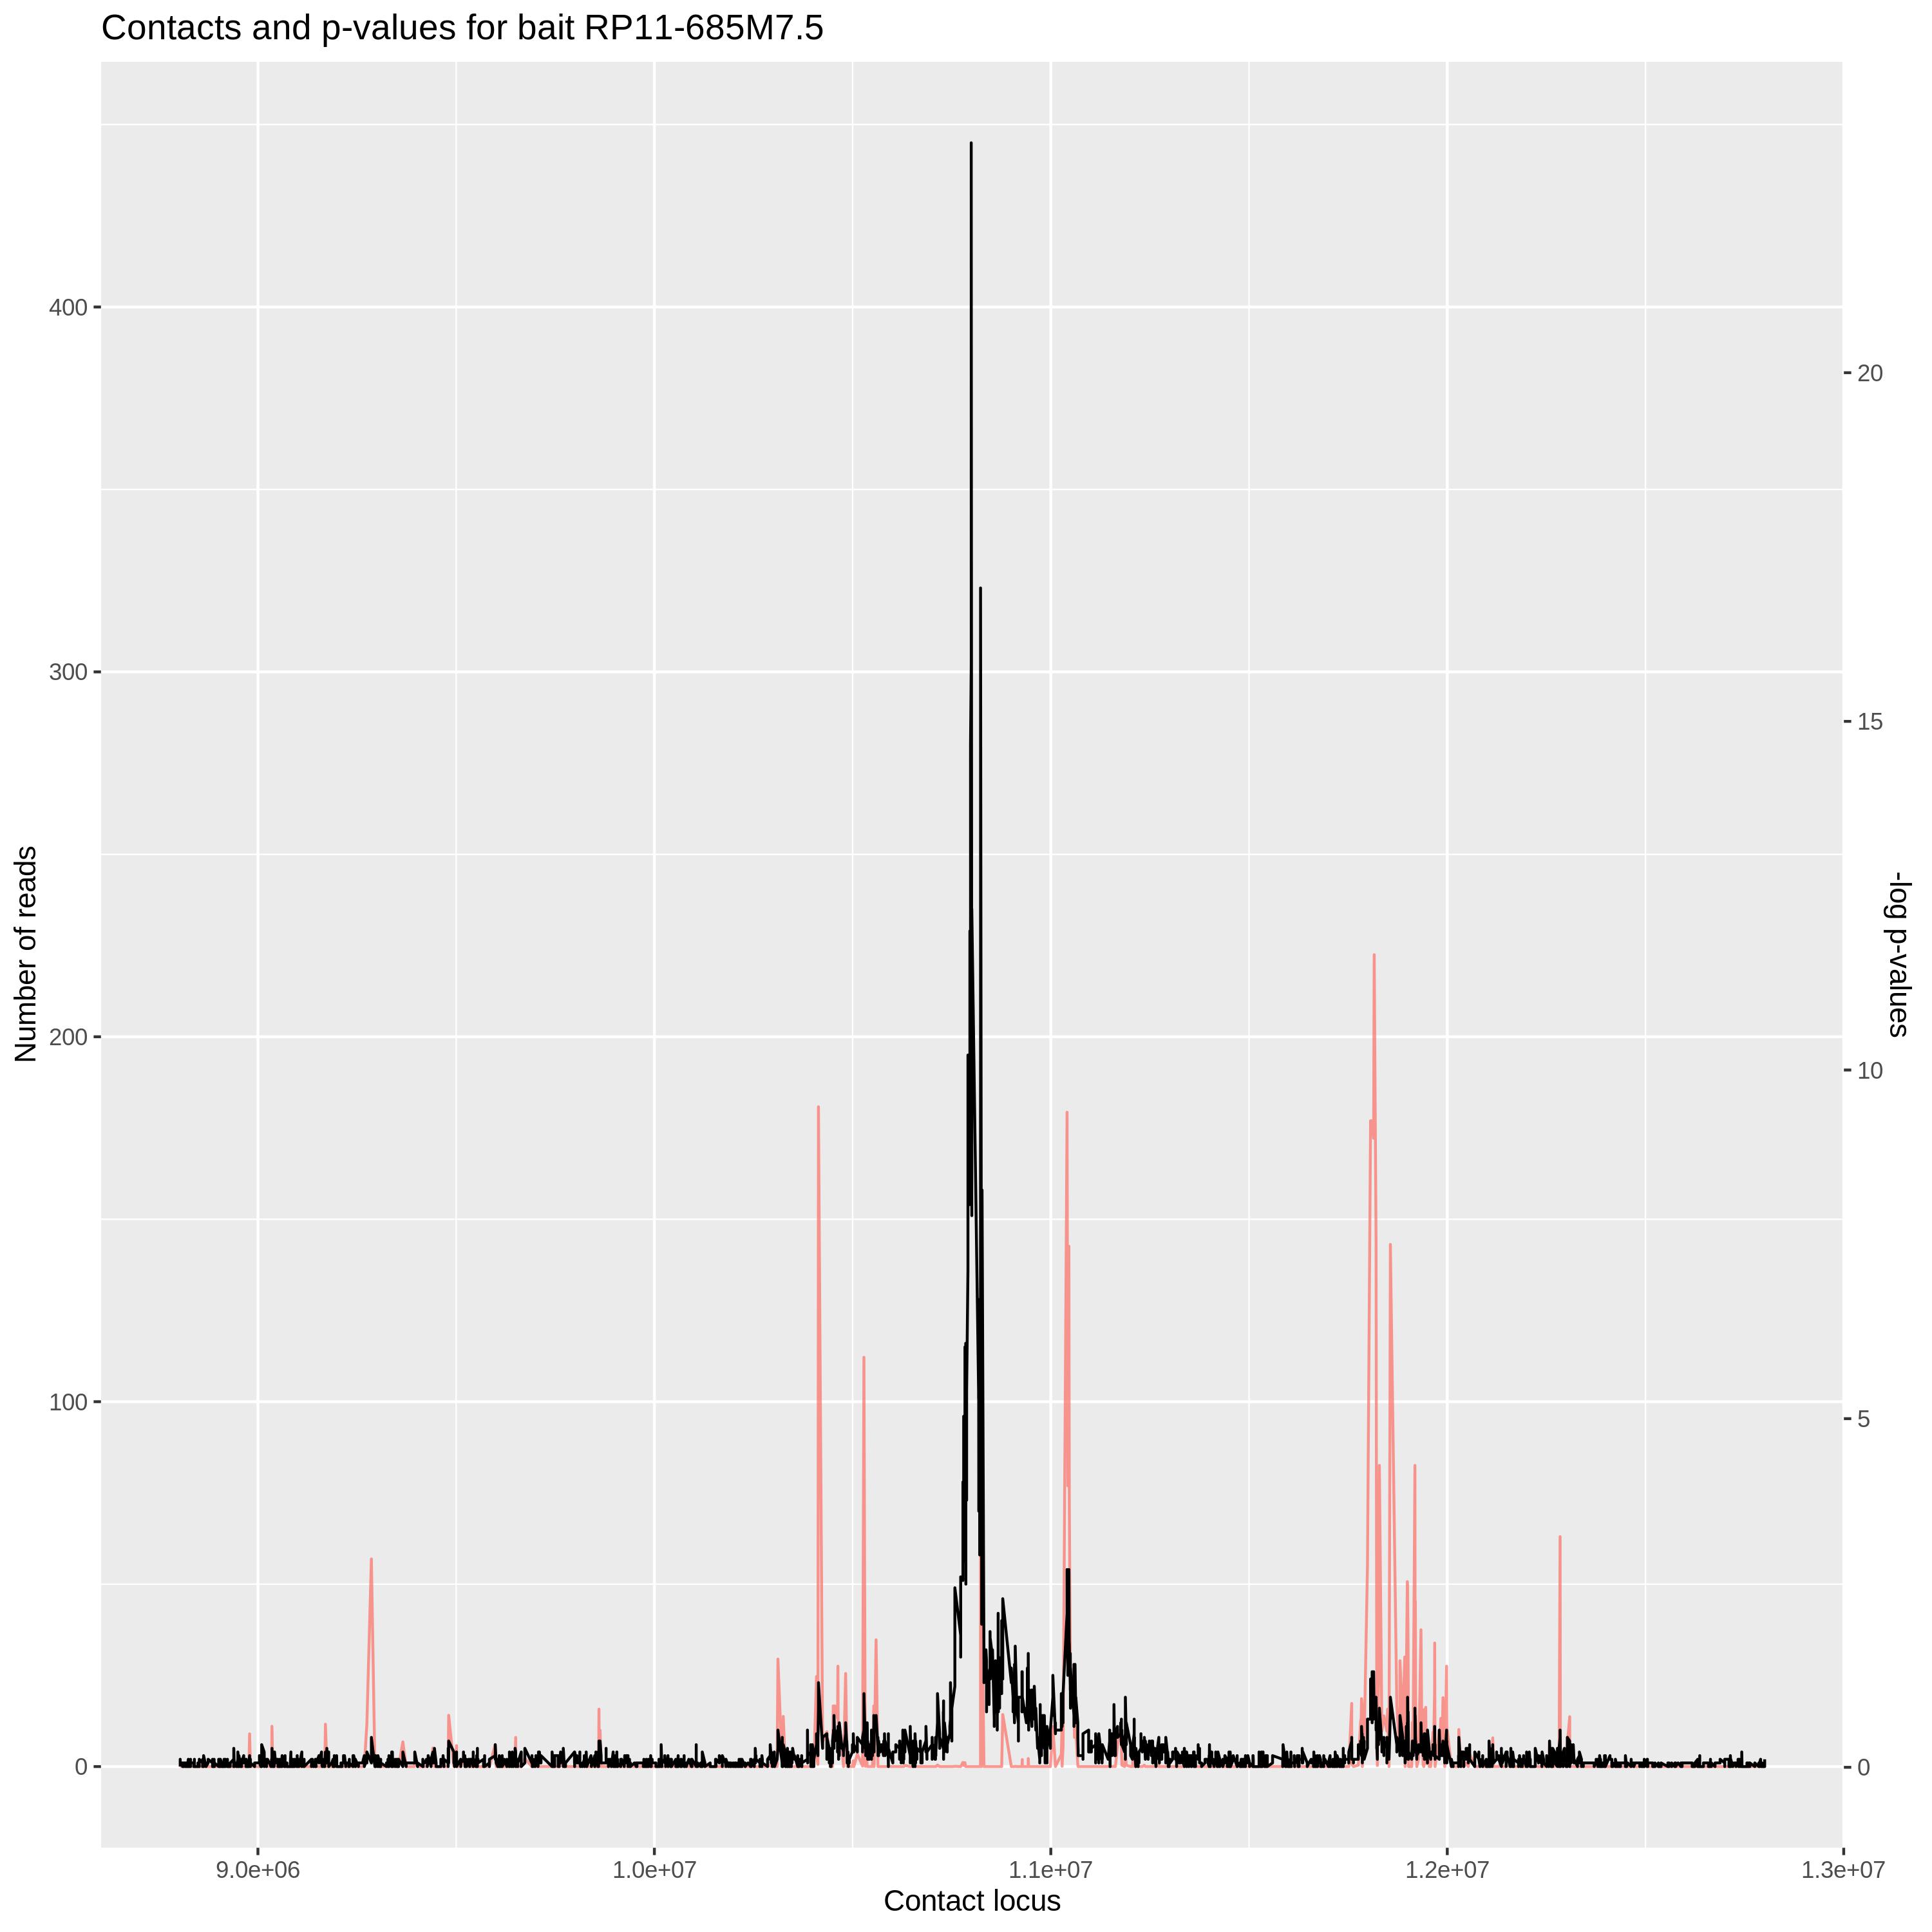 Contacts and p-values for bait RP11-685M7.5
Number of reads
400
300
200
100
0
20
15
10
5
0
-log p-values
9.0e+06
1.0e+07
1.1e+07
1.2e+07
1.3e+07
Contact locus